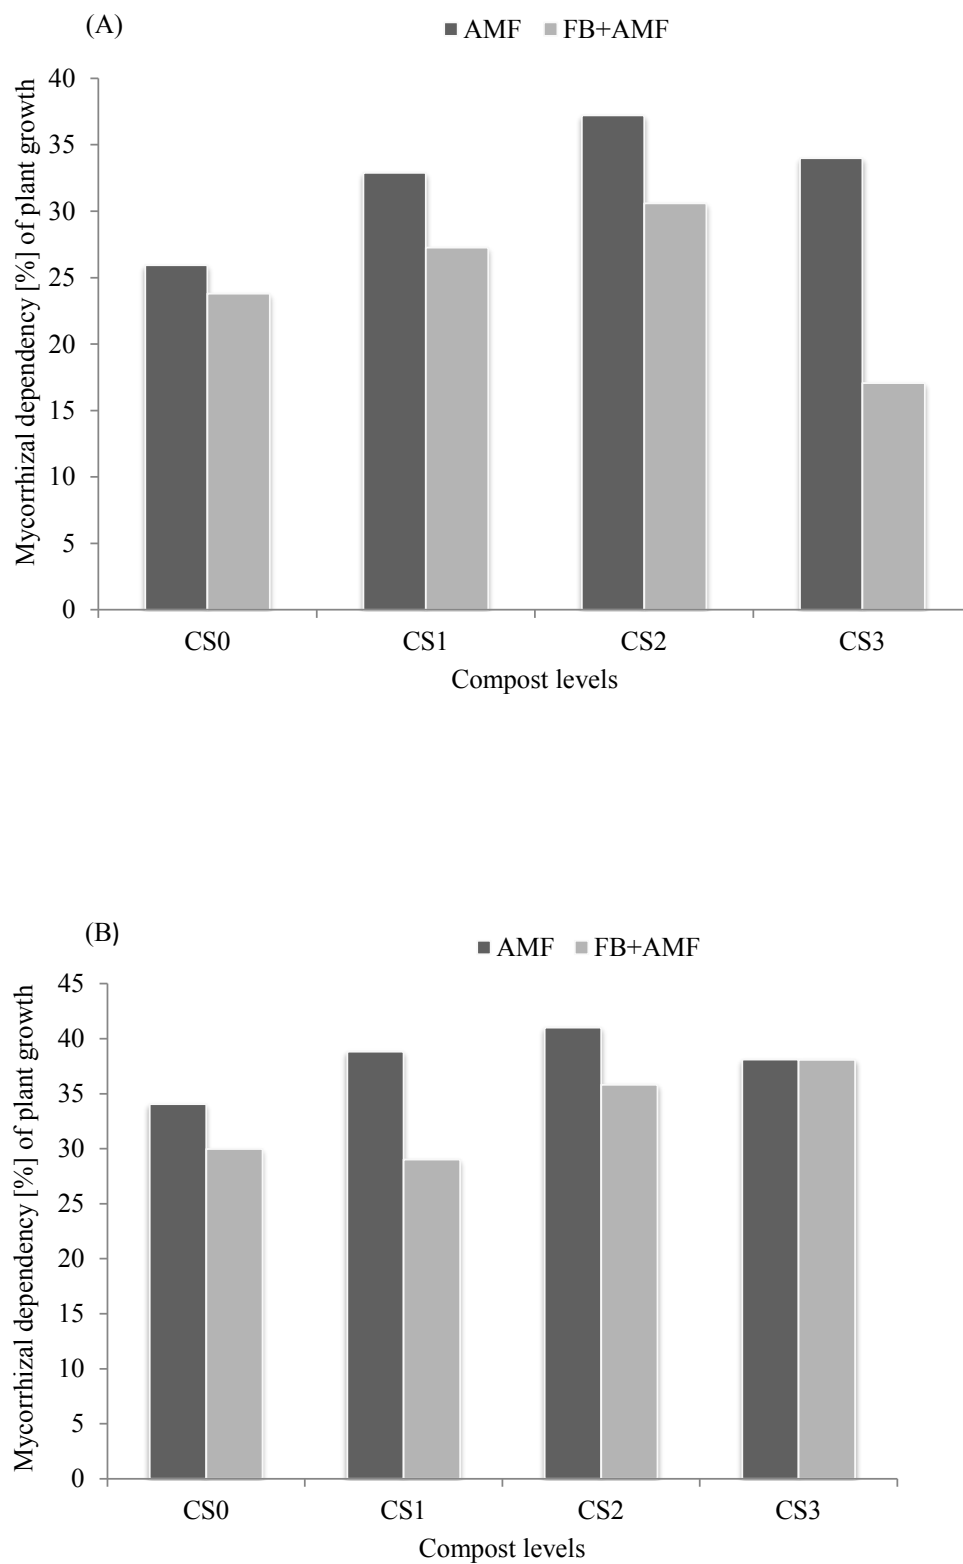 (A)
AMF FB+AMF
Mycorrhizal dependency [%] of plant growth
40
35
30
25
20
15
10
5
0
CS0 CS1 CS2 CS3
Compost levels
(B)
AMF FB+AMF
Mycorrhizal dependency [%] of plant growth
45
40
35
30
25
20
15
10
5
0
CS0 CS1 CS2 CS3
Compost levels